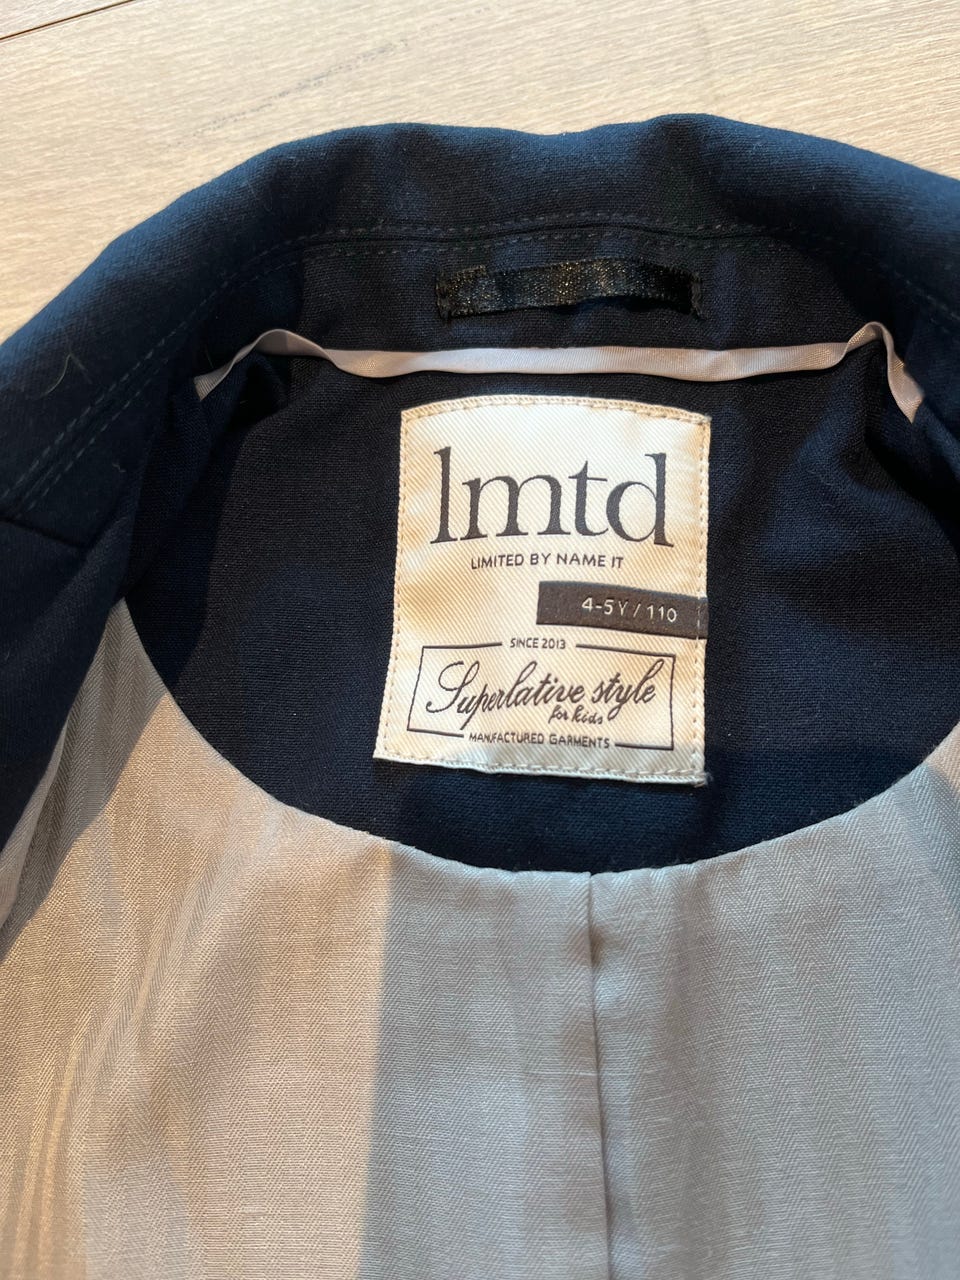 lmtd
LIMITED BY NAME IT
4-5Y / 110
SINCE 2013
Superlative style
for kids
MANUFACTURED GARMENTS